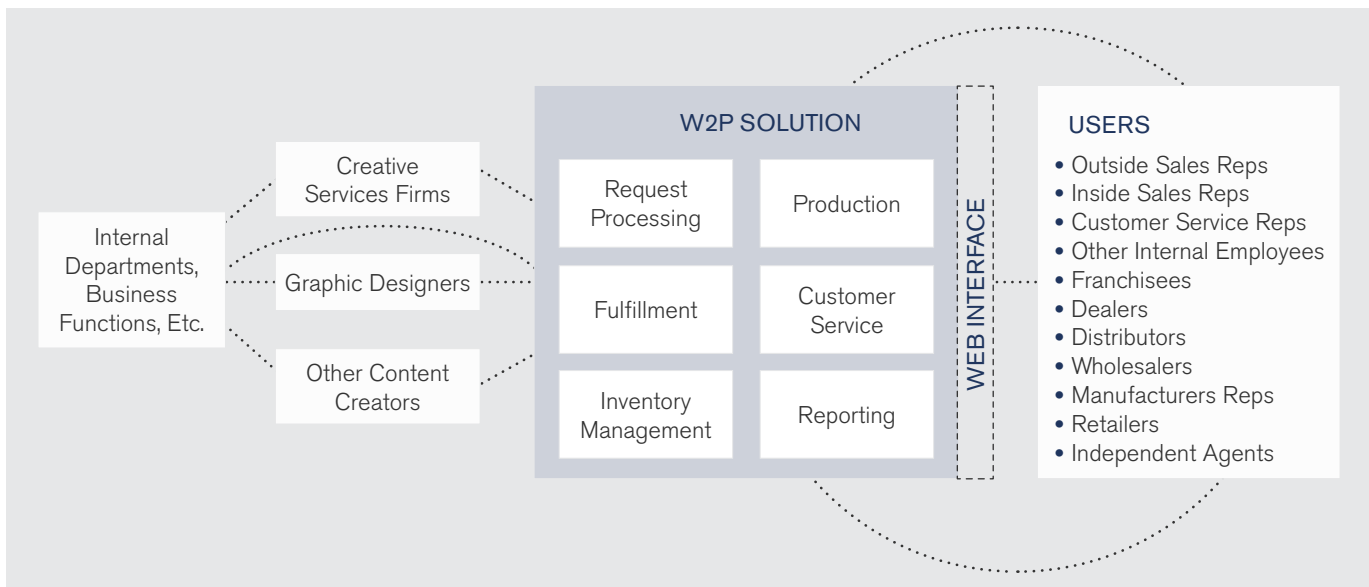 Internal
Departments,
Business
Functions, Etc.
Creative
Services Firms
Graphic Designers
Other Content
Creators
W2P SOLUTION
Request
Processing
Production
Fulfillment
Customer
Service
Inventory
Management
Reporting
WEB INTERFACE
USERS
• Outside Sales Reps
• Inside Sales Reps
• Customer Service Reps
• Other Internal Employees
• Franchisees
• Dealers
• Distributors
• Wholesalers
• Manufacturers Reps
• Retailers
• Independent Agents